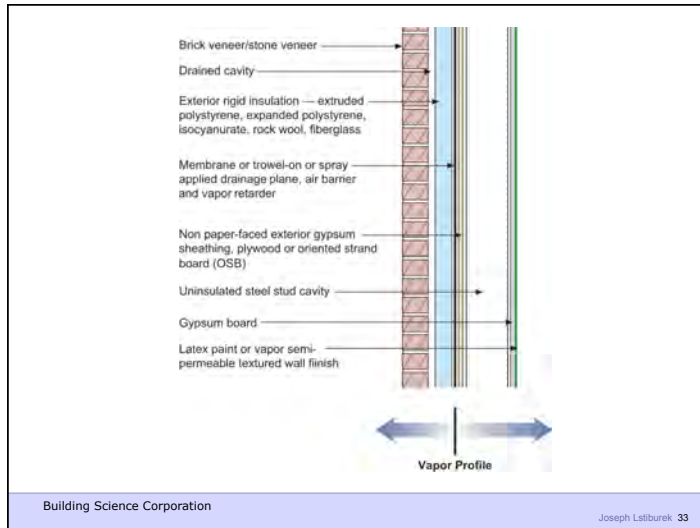 Brick veneer/stone veneer
Drained cavity
Exterior rigid insulation — extruded
polystyrene, expanded polystyrene,
isocyanurate, rock wool, fiberglass
Membrane or trowel-on or spray
applied drainage plane, air barrier
and vapor retarder
Non paper-faced exterior gypsum
sheathing, plywood or oriented strand
board (OSB)
Uninsulated steel stud cavity
Gypsum board
Latex paint or vapor semi-
permeable textured wall fiinish
Vapor Profile
Building Science Corporation
Joseph Lstiburek 33